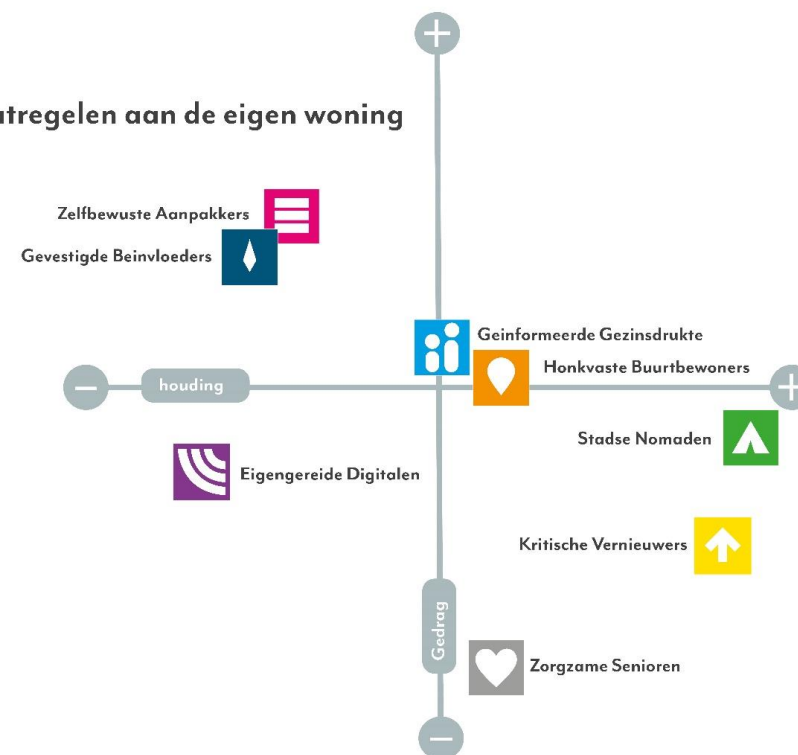 +
atregelen aan de eigen woning
Zelfbewuste Aanpakkers
Gevestigde Beinvloeders
Geinformeerde Gezinsdrukte
Honkvaste Buurtbewoners
− houding +
Stadse Nomaden
Eigengereide Digitalen
Kritische Vernieuwers
Gedrag
Zorgzame Senioren
−